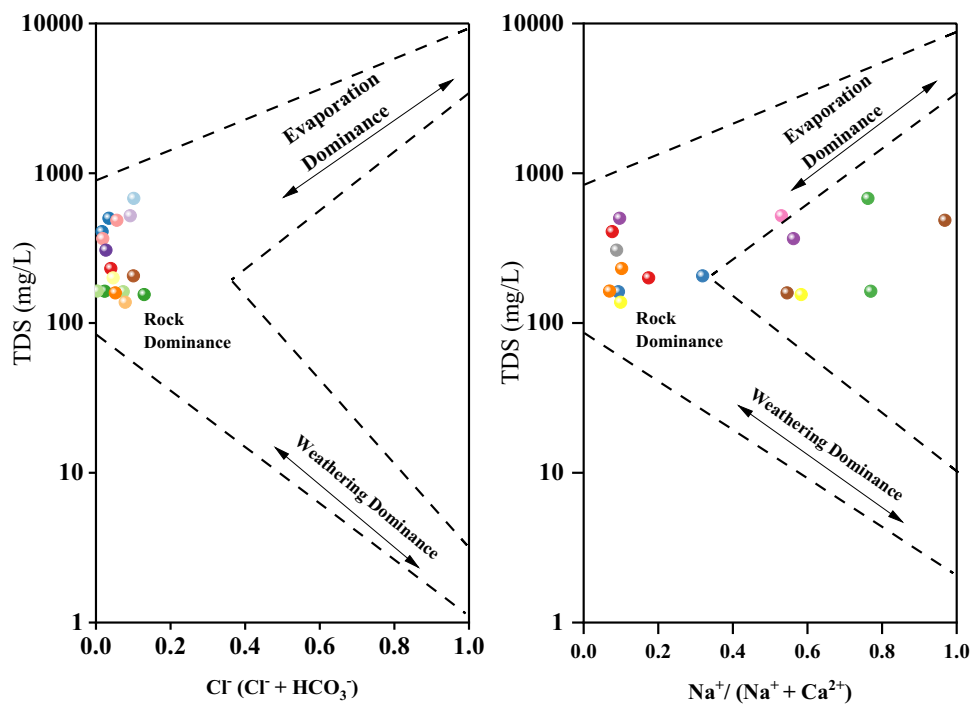 10000
1000
100
10
1
TDS (mg/L)
Evaporation
Dominance
Rock
Dominance
Weathering Dominance
0.0 0.2 0.4 0.6 0.8 1.0
Cl⁻ (Cl⁻ + HCO₃⁻)
10000
1000
100
10
1
TDS (mg/L)
Evaporation
Dominance
Rock
Dominance
Weathering Dominance
0.0 0.2 0.4 0.6 0.8 1.0
Na⁺/ (Na⁺ + Ca²⁺)